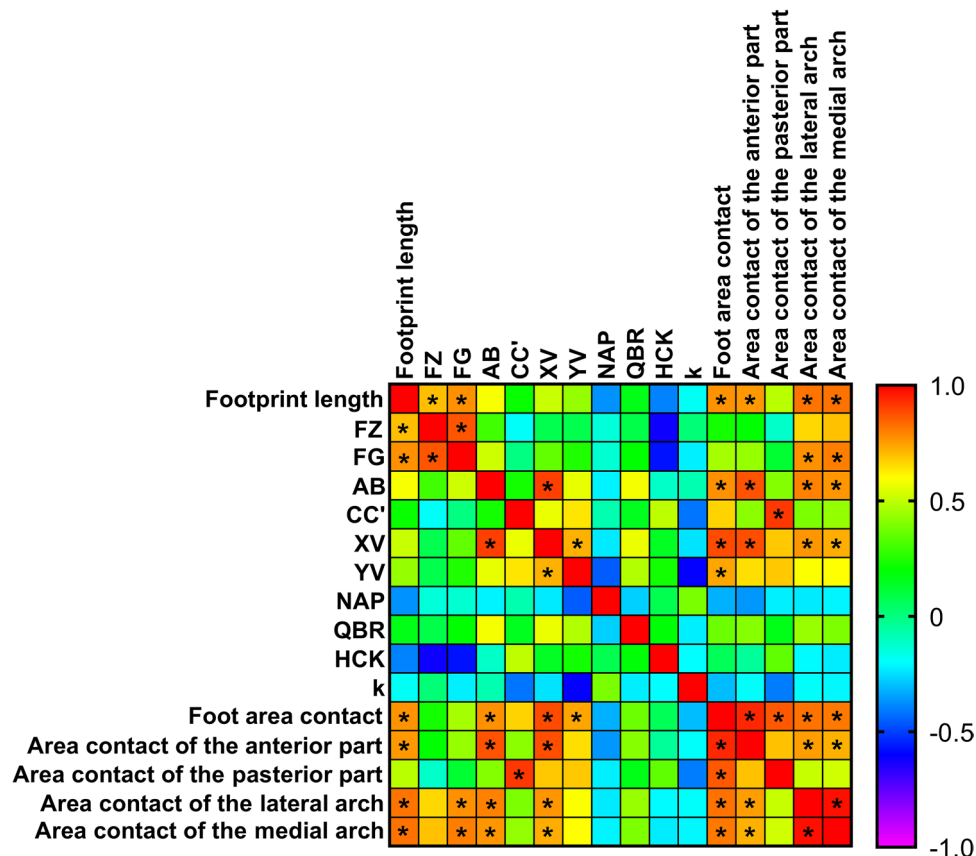 Footprint length
FZ
FG
AB
CC'
XV
YV
NAP
QBR
HCK
k
Foot area contact
Area contact of the anterior part
Area contact of the pasterior part
Area contact of the lateral arch
Area contact of the medial arch
Footprint length * * * * * *
FZ * *
FG * * * *
AB * * * * *
CC' *
XV * * * * * *
YV * *
NAP
QBR
HCK
k
Foot area contact * * * * * * * *
Area contact of the anterior part * * * * * *
Area contact of the pasterior part * *
Area contact of the lateral arch * * * * * * *
Area contact of the medial arch * * * * * * *
1.0
0.5
0
-0.5
-1.0